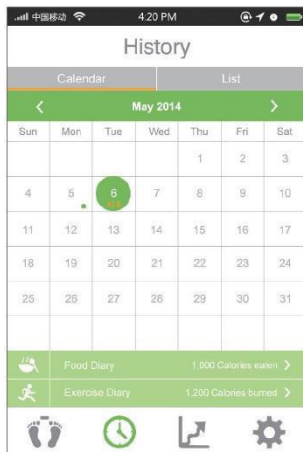 中国移动 4:20 PM
History
Calendar List
May 2014
Sun Mon Tue Wed Thu Fri Sat
1 2 3
4 5 6 7 8 9 10
11 12 13 14 15 16 17
18 19 20 21 22 23 24
25 26 27 28 29 30 31
Food Diary 1,000 Calories eaten
Exercise Diary 1,200 Calories burned